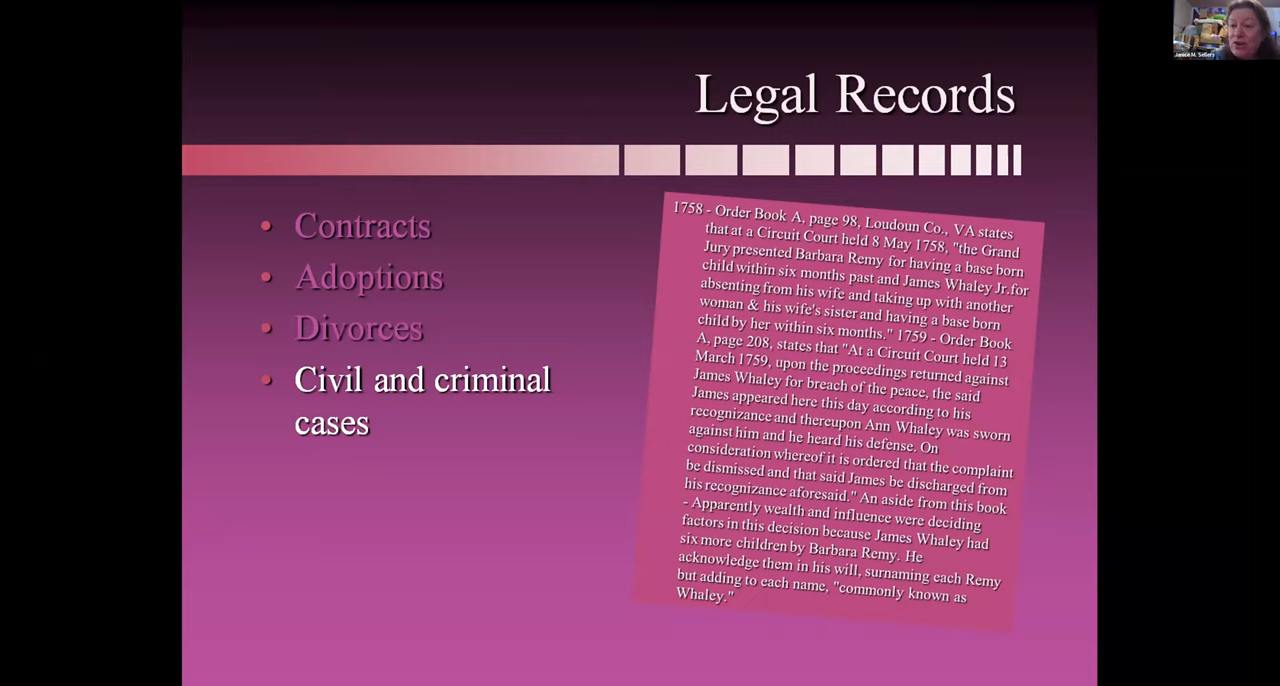 Legal Records
Contracts
Adoptions
Divorces
Civil and criminal
cases
1758 - Order Book A, page 98, Loudoun Co., VA states
that at a Circuit Court held 8 May 1758, "the Grand
Jury presented Barbara Remy for having a base born
child within six months past and James Whaley Jr.for
absenting from his wife and taking up with another
woman & his wife's sister and having a base born
child by her within six months." 1759 - Order Book
A, page 208, states that "At a Circuit Court held 13
March 1759, upon the proceedings returned against
James Whaley for breach of the peace, the said
James appeared here this day according to his
recognizance and thereupon Ann Whaley was sworn
against him and he heard his defense. On
consideration whereof it is ordered that the complaint
be dismissed and that said James be discharged from
his recognizance aforesaid." An aside from this book
- Apparently wealth and influence were deciding
factors in this decision because James Whaley had
six more children by Barbara Remy. He
acknowledge them in his will, surnaming each Remy
but adding to each name, "commonly known as
Whaley."
Janice M. Sellers